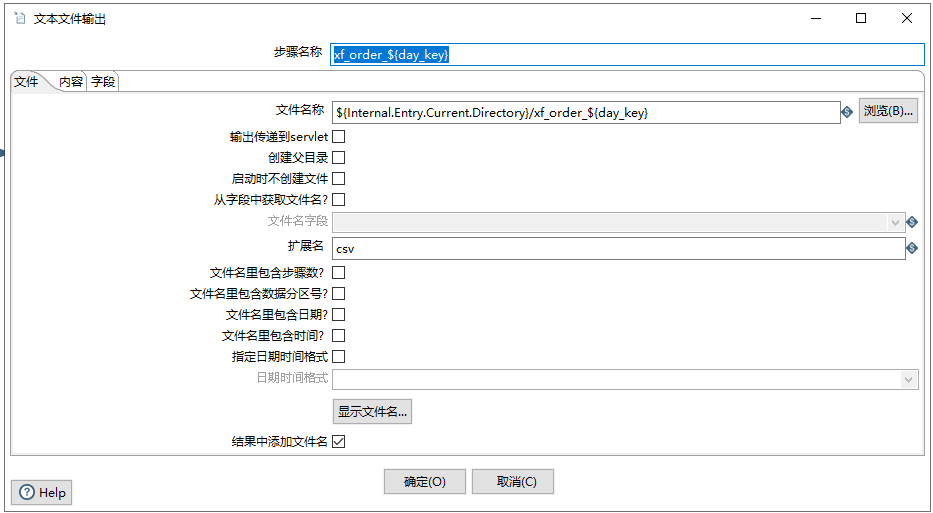 文本文件输出
步骤名称 xf_order_${day_key}
文件 内容 字段
文件名称 ${Internal.Entry.Current.Directory}/xf_order_${day_key} 浏览(B)...
输出传递到servlet
创建父目录
启动时不创建文件
从字段中获取文件名?
文件名字段
扩展名 csv
文件名里包含步骤数?
文件名里包含数据分区号?
文件名里包含日期?
文件名里包含时间?
指定日期时间格式
日期时间格式
显示文件名...
结果中添加文件名
Help 确定(O) 取消(C)